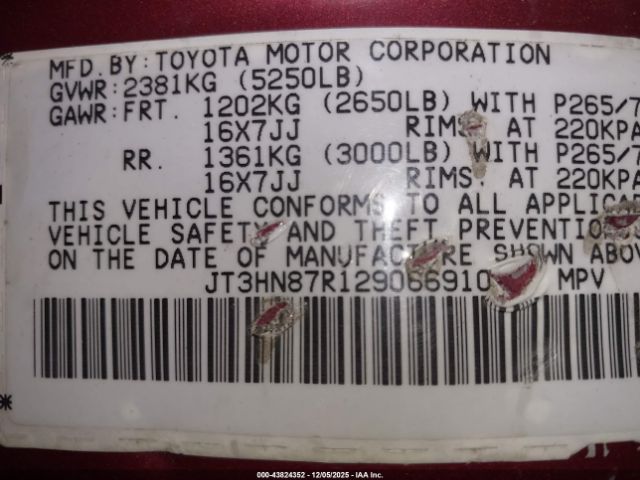 MFD. BY: TOYOTA MOTOR CORPORATION
GVWR: 2381KG (5250LB)
GAWR: FRT. 1202KG (2650LB) WITH P265/7
16X7JJ RIMS, AT 220KPA
RR. 1361KG (3000LB) WITH P265/7
16X7JJ RIMS, AT 220KPA
THIS VEHICLE CONFORMS TO ALL APPLICA
VEHICLE SAFETY AND THEFT PREVENTION
ON THE DATE OF MANUFACTURE SHOWN ABOV
JT3HN87R129066910 MPV
000-43824352 - 12/05/2025 - IAA Inc.